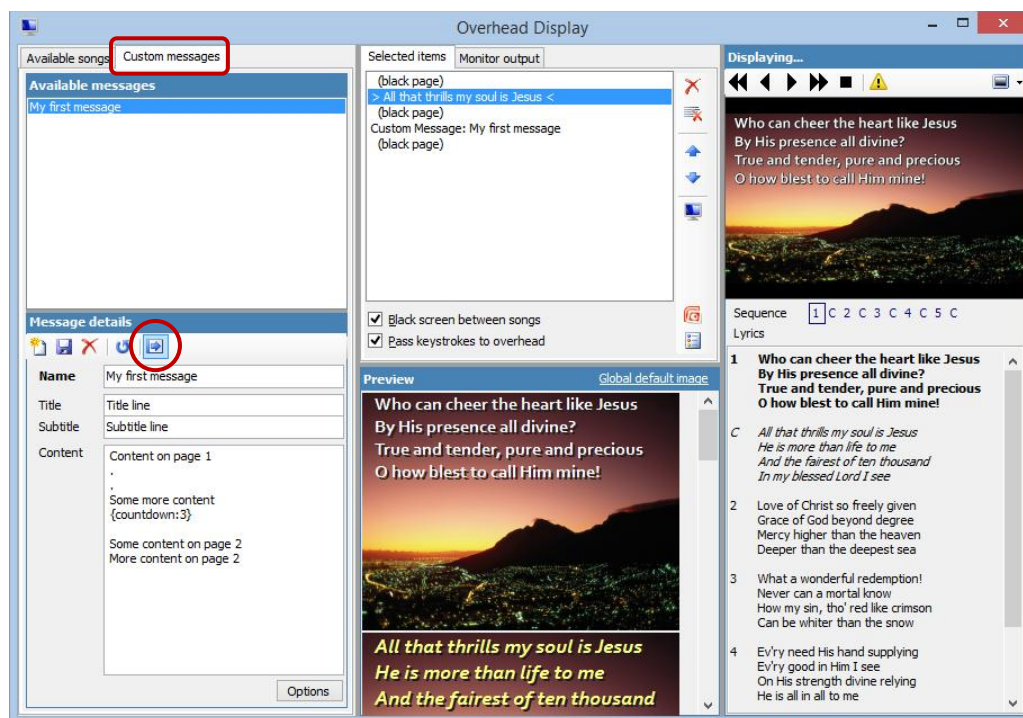 Overhead Display
Available songs
Custom messages
Available messages
My first message
Message details
Name
My first message
Title
Title line
Subtitle
Subtitle line
Content
Content on page 1
.
.
Some more content
{countdown:3}
Some content on page 2
More content on page 2
Options
Selected items
Monitor output
(black page)
> All that thrills my soul is Jesus <
(black page)
Custom Message: My first message
(black page)
Black screen between songs
Pass keystrokes to overhead
Preview
Global default image
Who can cheer the heart like Jesus
By His presence all divine?
True and tender, pure and precious
O how blest to call Him mine!
All that thrills my soul is Jesus
He is more than life to me
And the fairest of ten thousand
Displaying...
Who can cheer the heart like Jesus
By His presence all divine?
True and tender, pure and precious
O how blest to call Him mine!
Sequence 1 C 2 C 3 C 4 C 5 C
Lyrics
1 Who can cheer the heart like Jesus
By His presence all divine?
True and tender, pure and precious
O how blest to call Him mine!
C All that thrills my soul is Jesus
He is more than life to me
And the fairest of ten thousand
In my blessed Lord I see
2 Love of Christ so freely given
Grace of God beyond degree
Mercy higher than the heaven
Deeper than the deepest sea
3 What a wonderful redemption!
Never can a mortal know
How my sin, tho' red like crimson
Can be whiter than the snow
4 Ev'ry need His hand supplying
Ev'ry good in Him I see
On His strength divine relying
He is all in all to me